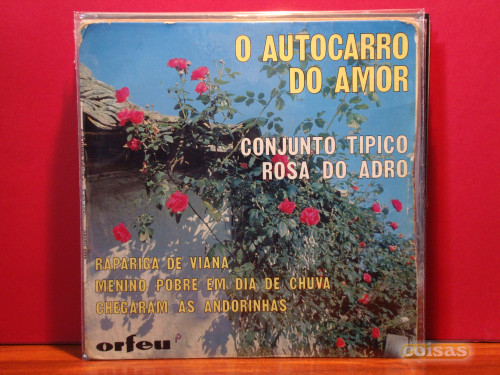 O AUTOCARRO
DO AMOR
CONJUNTO TIPICO
ROSA DO ADRO
RAPARIGA DE VIANA
MENINO POBRE EM DIA DE CHUVA
CHEGARAM AS ANDORINHAS
orfeu
coisas